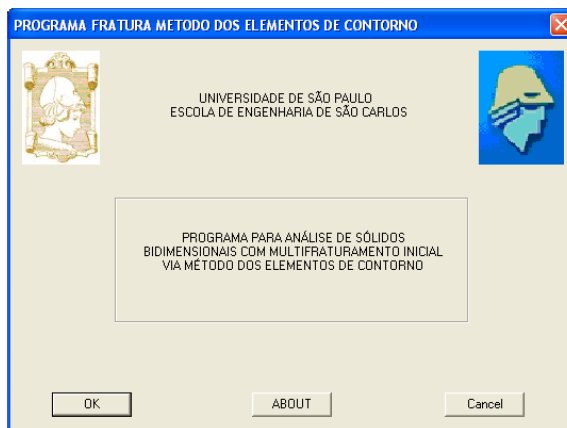 PROGRAMA FRATURA METODO DOS ELEMENTOS DE CONTORNO
UNIVERSIDADE DE SÃO PAULO
ESCOLA DE ENGENHARIA DE SÃO CARLOS
PROGRAMA PARA ANÁLISE DE SÓLIDOS
BIDIMENSIONAIS COM MULTIFRATURAMENTO INICIAL
VIA MÉTODO DOS ELEMENTOS DE CONTORNO
OK
ABOUT
Cancel